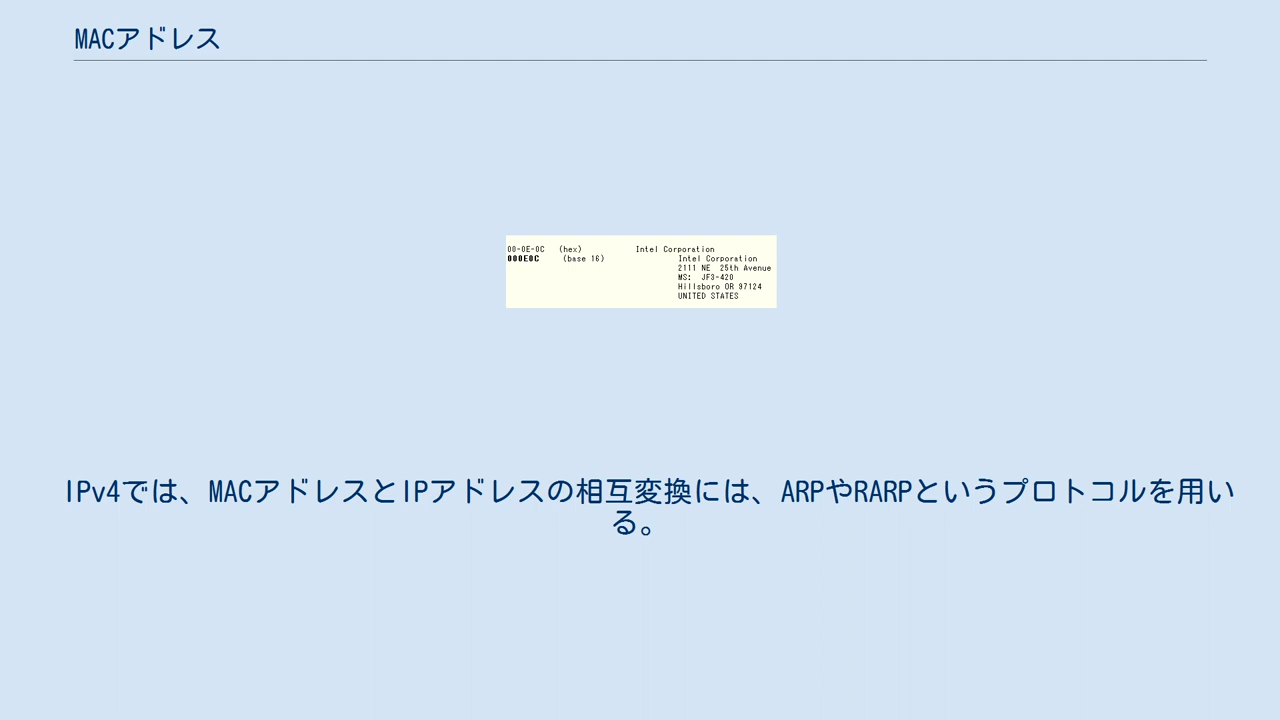 MACアドレス
00-0E-0C (hex) Intel Corporation
000E0C (base 16) Intel Corporation
2111 NE 25th Avenue
MS: JF3-420
Hillsboro OR 97124
UNITED STATES
IPv4では、MACアドレスとIPアドレスの相互変換には、ARPやRARPというプロトコルを用い
る。